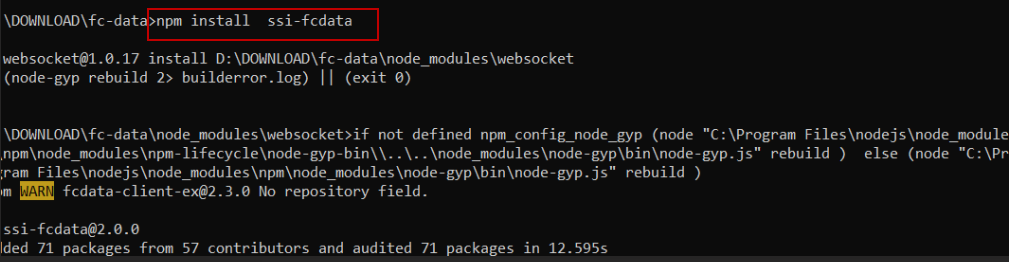 \DOWNLOAD\fc-data>npm install  ssi-fcdata
websocket@1.0.17 install D:\DOWNLOAD\fc-data\node_modules\websocket
(node-gyp rebuild 2> builderror.log) || (exit 0)
\DOWNLOAD\fc-data\node_modules\websocket>if not defined npm_config_node_gyp (node "C:\Program Files\nodejs\node_module
\npm\node_modules\npm-lifecycle\node-gyp-bin\\..\..\node_modules\node-gyp\bin\node-gyp.js" rebuild )  else (node "C:\Pr
gram Files\nodejs\node_modules\npm\node_modules\node-gyp\bin\node-gyp.js" rebuild )
om WARN fcdata-client-ex@2.3.0 No repository field.
ssi-fcdata@2.0.0
ded 71 packages from 57 contributors and audited 71 packages in 12.595s